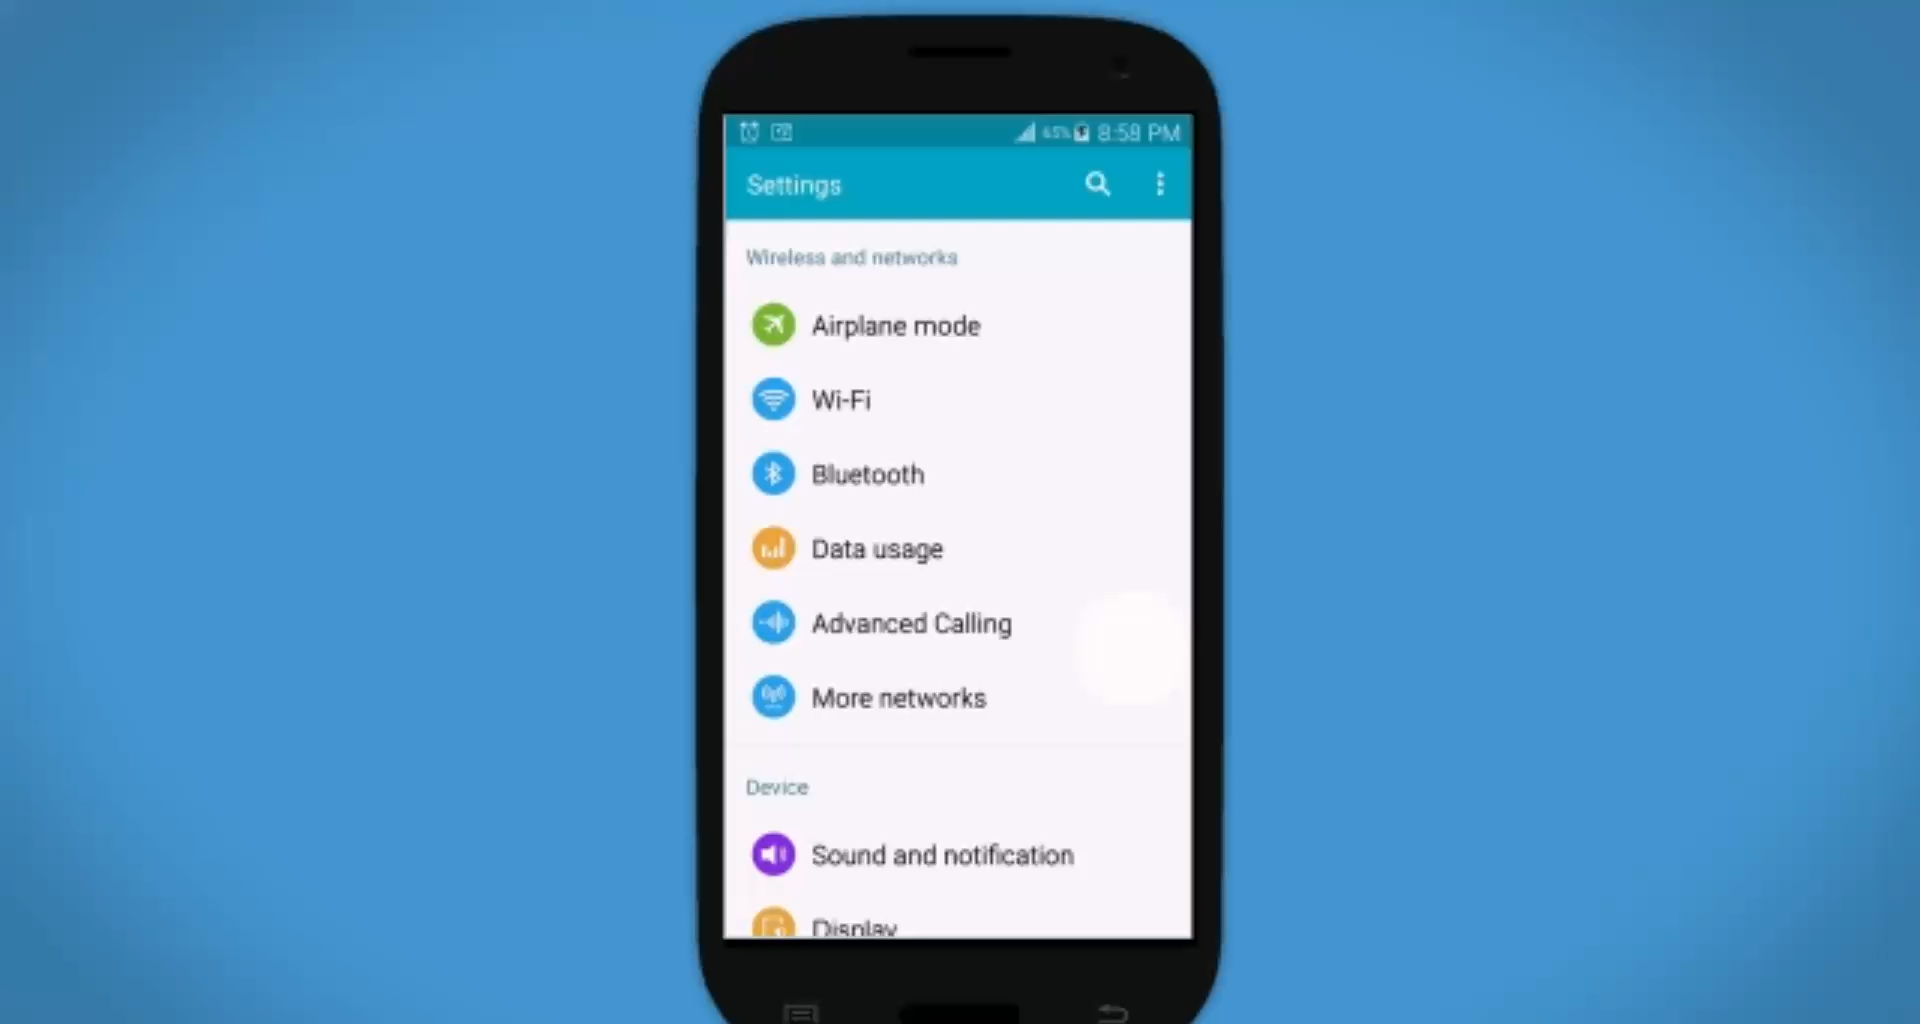 65% 8:58 PM
Settings
Wireless and networks
Airplane mode
Wi-Fi
Bluetooth
Data usage
Advanced Calling
More networks
Device
Sound and notification
Display